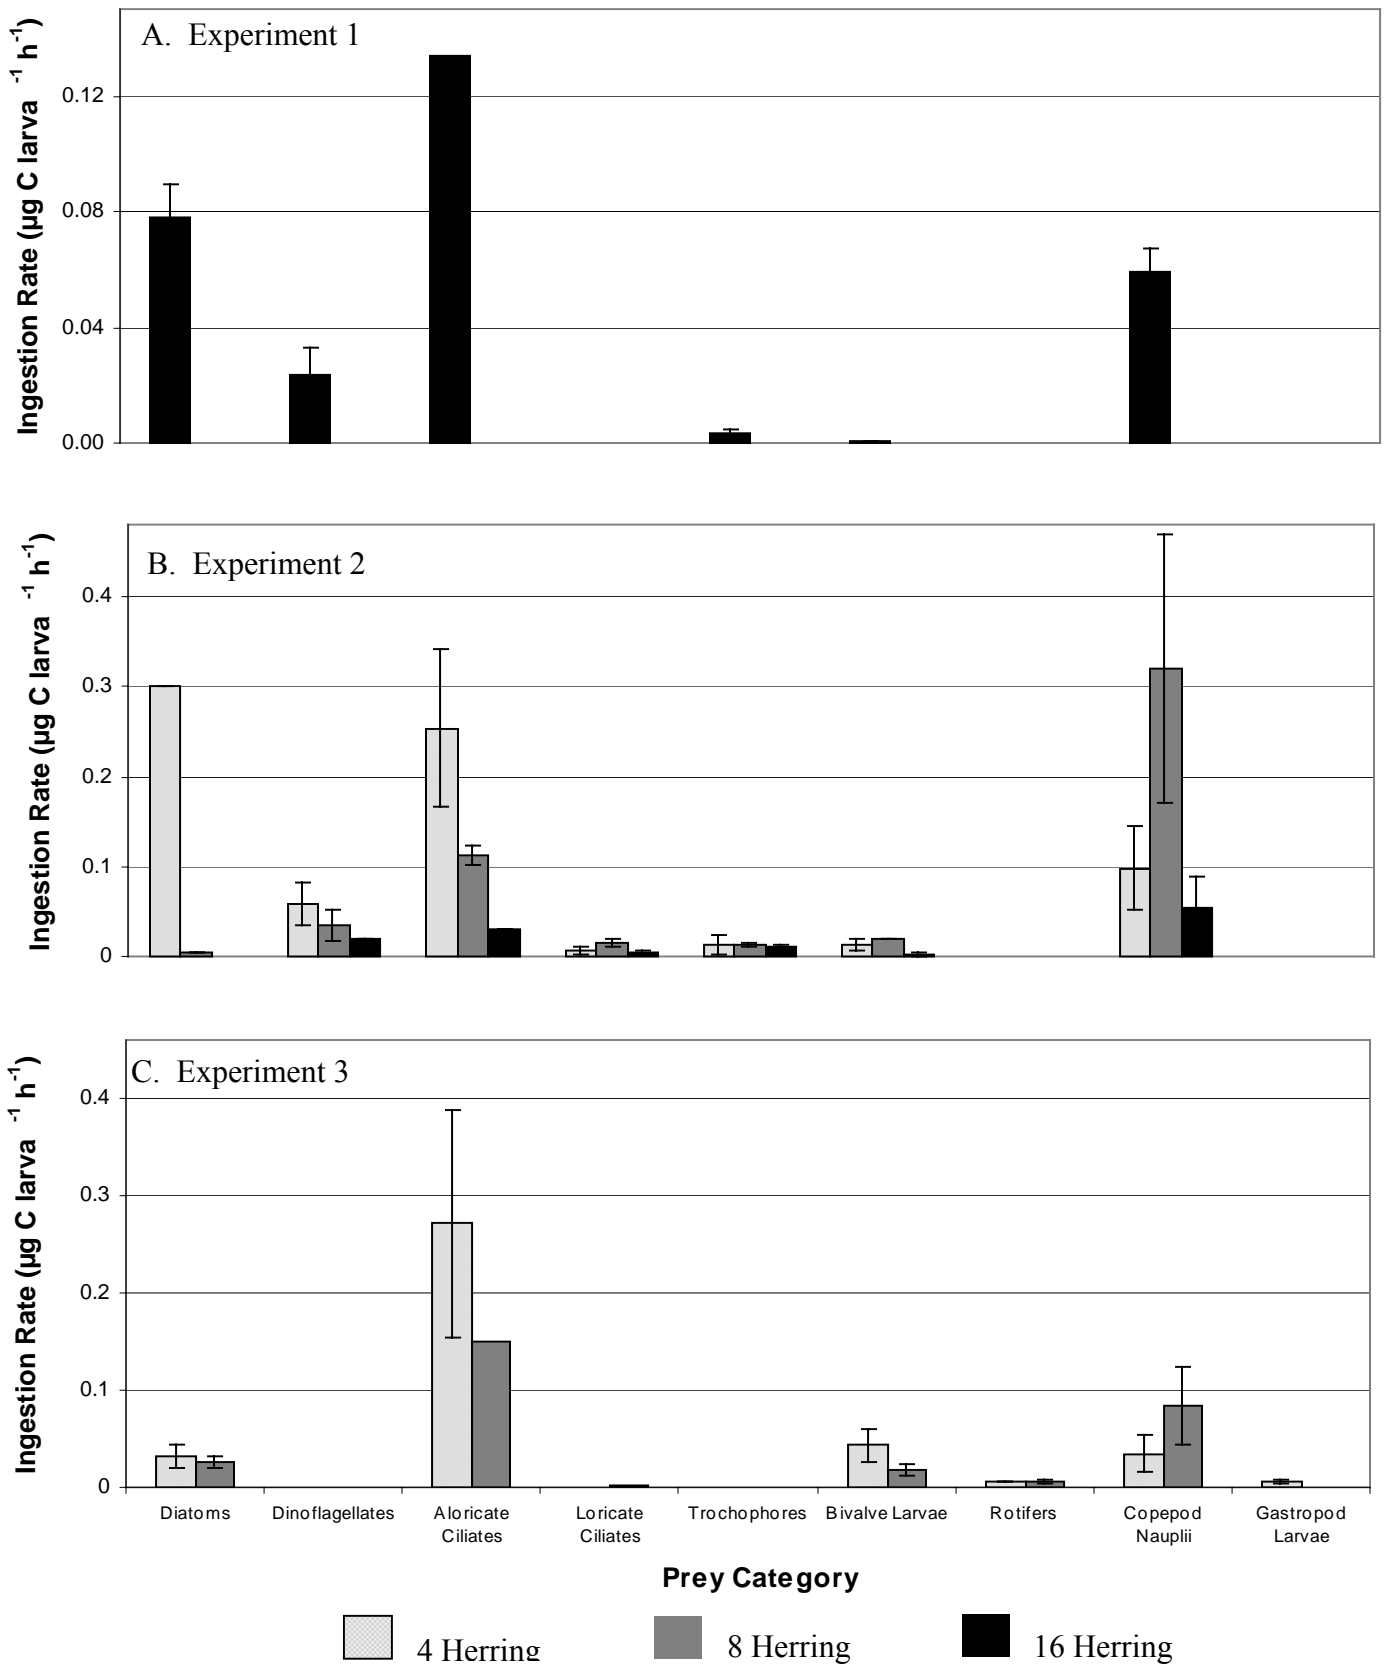 A. Experiment 1
Ingestion Rate (µg C larva -1 h-1)
0.12
0.08
0.04
0.00
B. Experiment 2
Ingestion Rate (µg C larva -1 h-1)
0.4
0.3
0.2
0.1
0
C. Experiment 3
Ingestion Rate (µg C larva -1 h-1)
0.4
0.3
0.2
0.1
0
Diatoms Dinoflagellates Aloricate Loricate Trochophores Bivalve Larvae Rotifers Copepod Gastropod
Ciliates Ciliates Nauplii Larvae
Prey Category
4 Herring 8 Herring 16 Herring